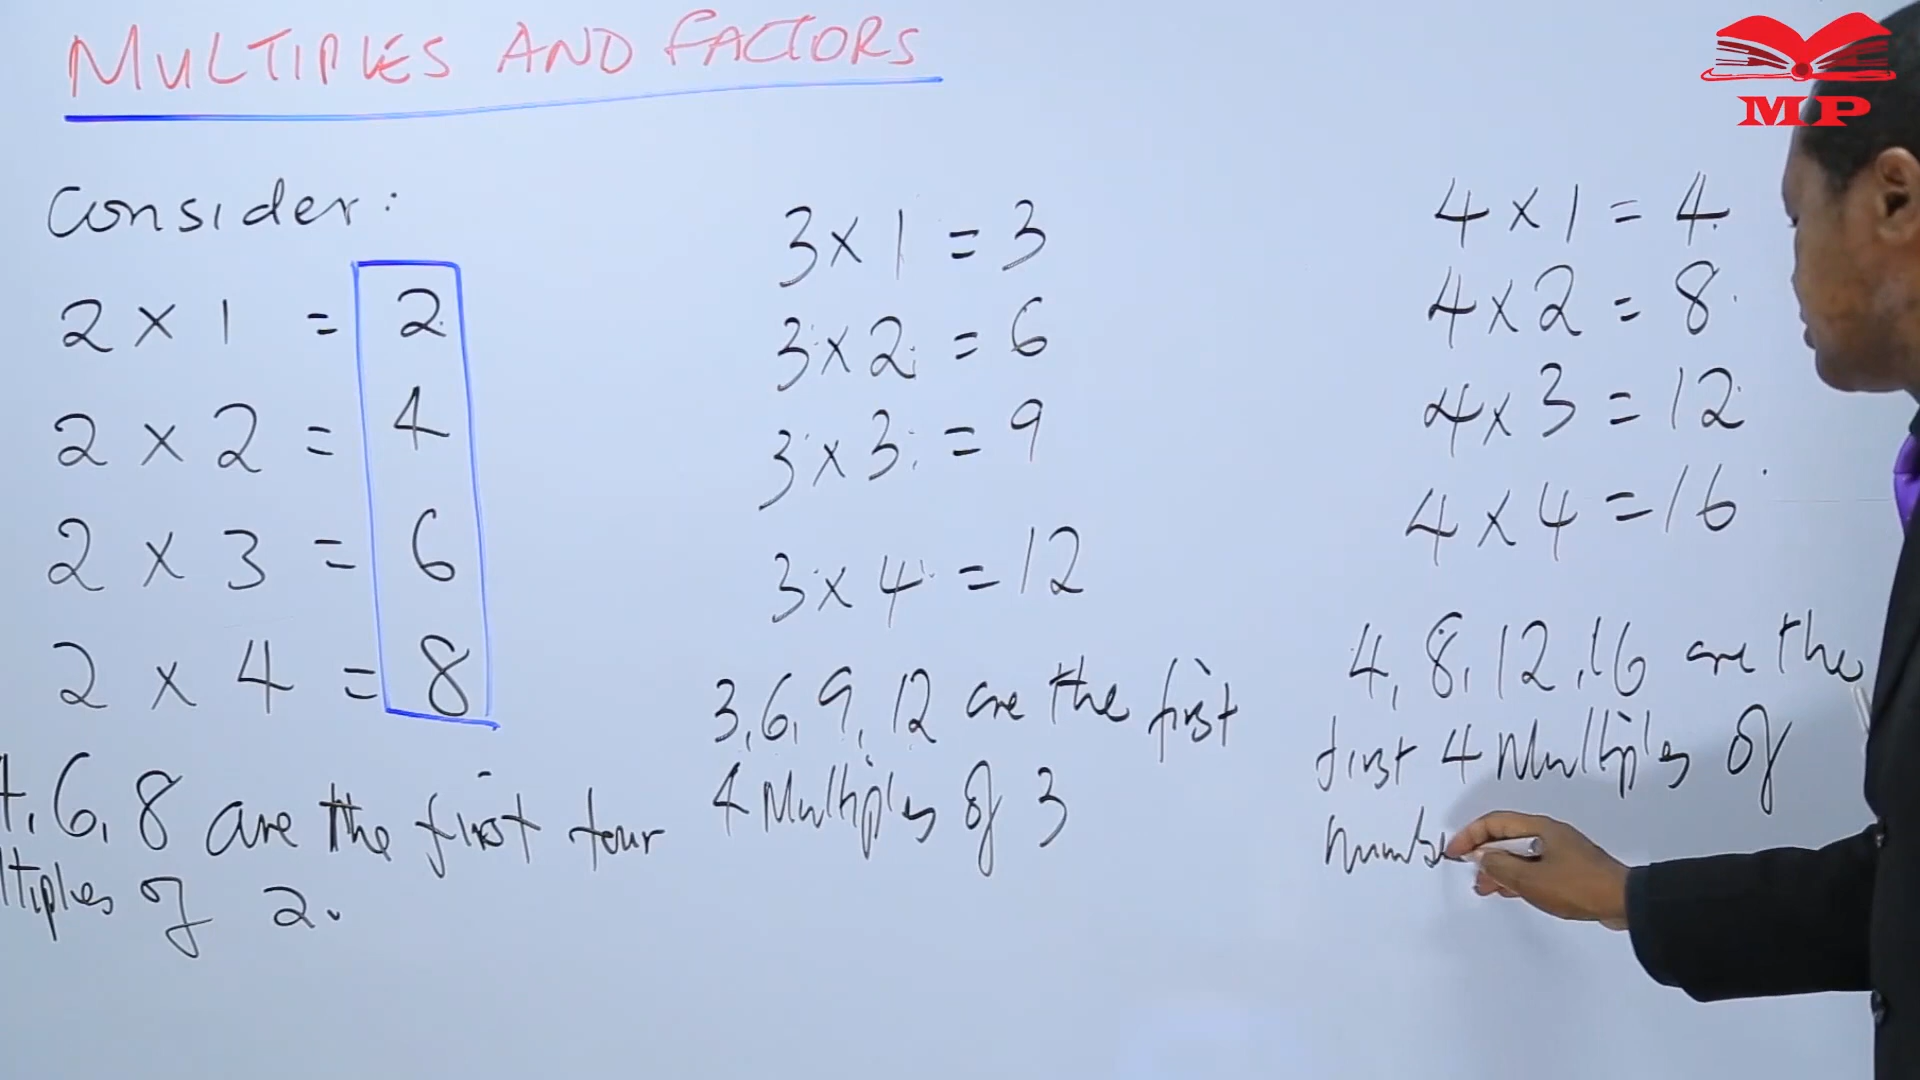 MULTIPLES AND FACTORS
MP
Consider:
2 × 1 = 2
2 × 2 = 4
2 × 3 = 6
2 × 4 = 8
4, 6, 8 are the first four
ltiples of 2.
3 × 1 = 3
3 × 2 = 6
3 × 3 = 9
3 × 4 = 12
3, 6, 9, 12 are the first
4 Multiples of 3
4 × 1 = 4
4 × 2 = 8
4 × 3 = 12
4 × 4 = 16
4, 8, 12, 16 are the
first 4 Multiples of
numbe